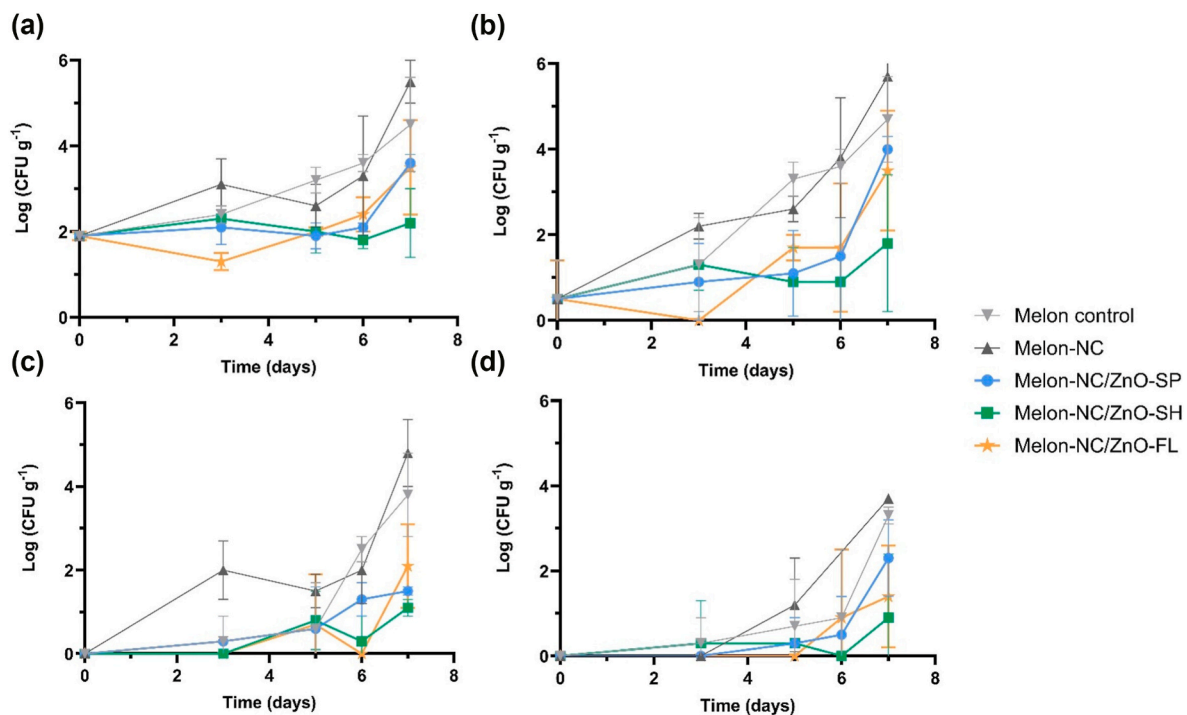 (a)
Log (CFU g⁻¹)
6
4
2
0
0 2 4 6 8
Time (days)
(b)
Log (CFU g⁻¹)
6
4
2
0
0 2 4 6 8
Time (days)
(c)
Log (CFU g⁻¹)
6
4
2
0
0 2 4 6 8
Time (days)
(d)
Log (CFU g⁻¹)
6
4
2
0
0 2 4 6 8
Time (days)
Melon control
Melon-NC
Melon-NC/ZnO-SP
Melon-NC/ZnO-SH
Melon-NC/ZnO-FL